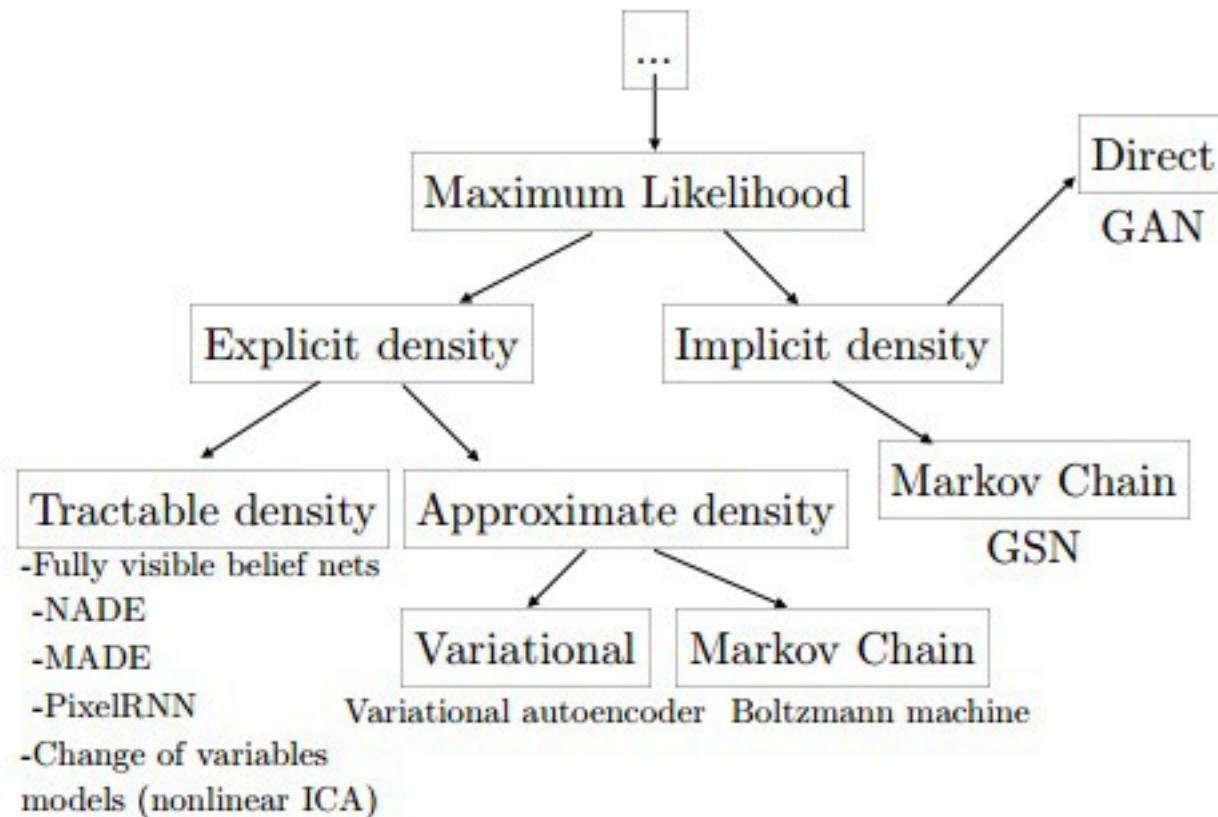 ...
Maximum Likelihood
Direct
GAN
Explicit density
Implicit density
Tractable density
-Fully visible belief nets
-NADE
-MADE
-PixelRNN
-Change of variables
models (nonlinear ICA)
Approximate density
Variational
Variational autoencoder
Markov Chain
Boltzmann machine
Markov Chain
GSN